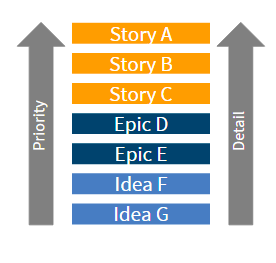 Story A
Story B
Story C
Epic D
Epic E
Idea F
Idea G
Priority
Detail